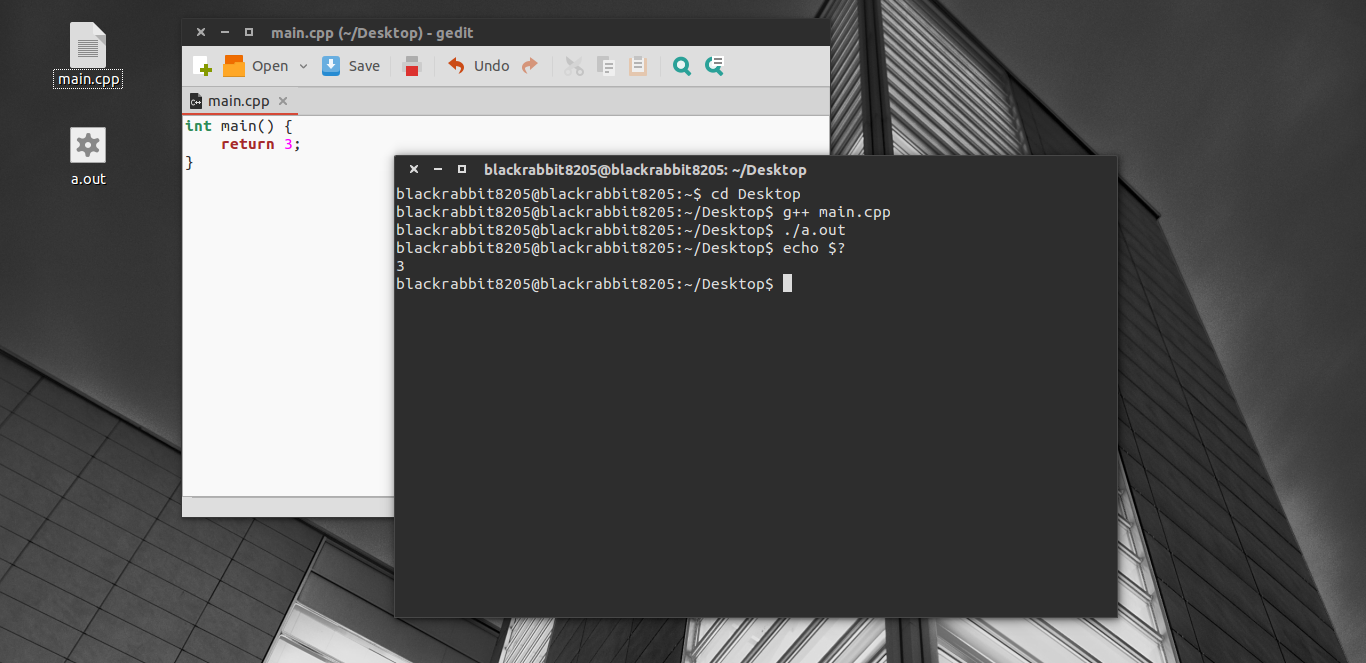 main.cpp
a.out
main.cpp (~/Desktop) - gedit
Open Save Undo
main.cpp
int main() {
    return 3;
}
blackrabbit8205@blackrabbit8205: ~/Desktop
blackrabbit8205@blackrabbit8205:~$ cd Desktop
blackrabbit8205@blackrabbit8205:~/Desktop$ g++ main.cpp
blackrabbit8205@blackrabbit8205:~/Desktop$ ./a.out
blackrabbit8205@blackrabbit8205:~/Desktop$ echo $?
3
blackrabbit8205@blackrabbit8205:~/Desktop$